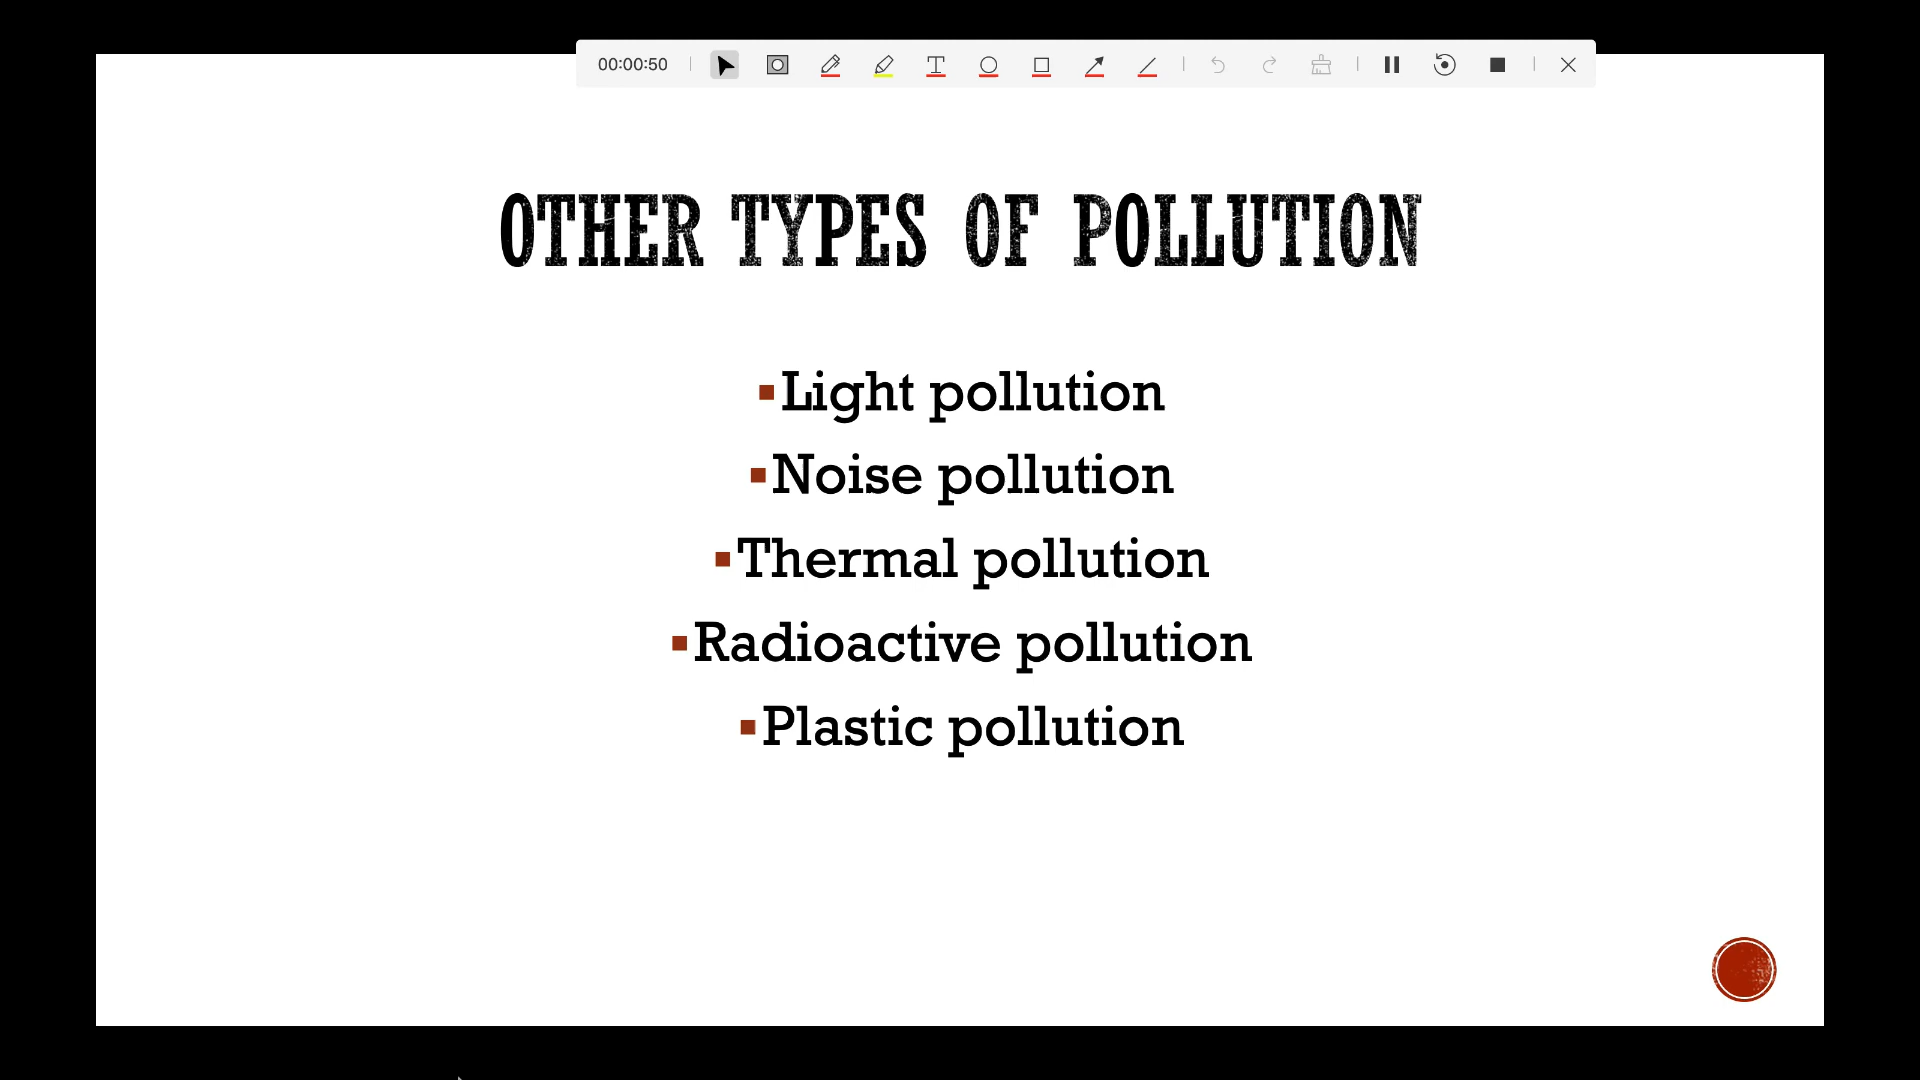 00:00:50
OTHER TYPES OF POLLUTION
▪Light pollution
▪Noise pollution
▪Thermal pollution
▪Radioactive pollution
▪Plastic pollution